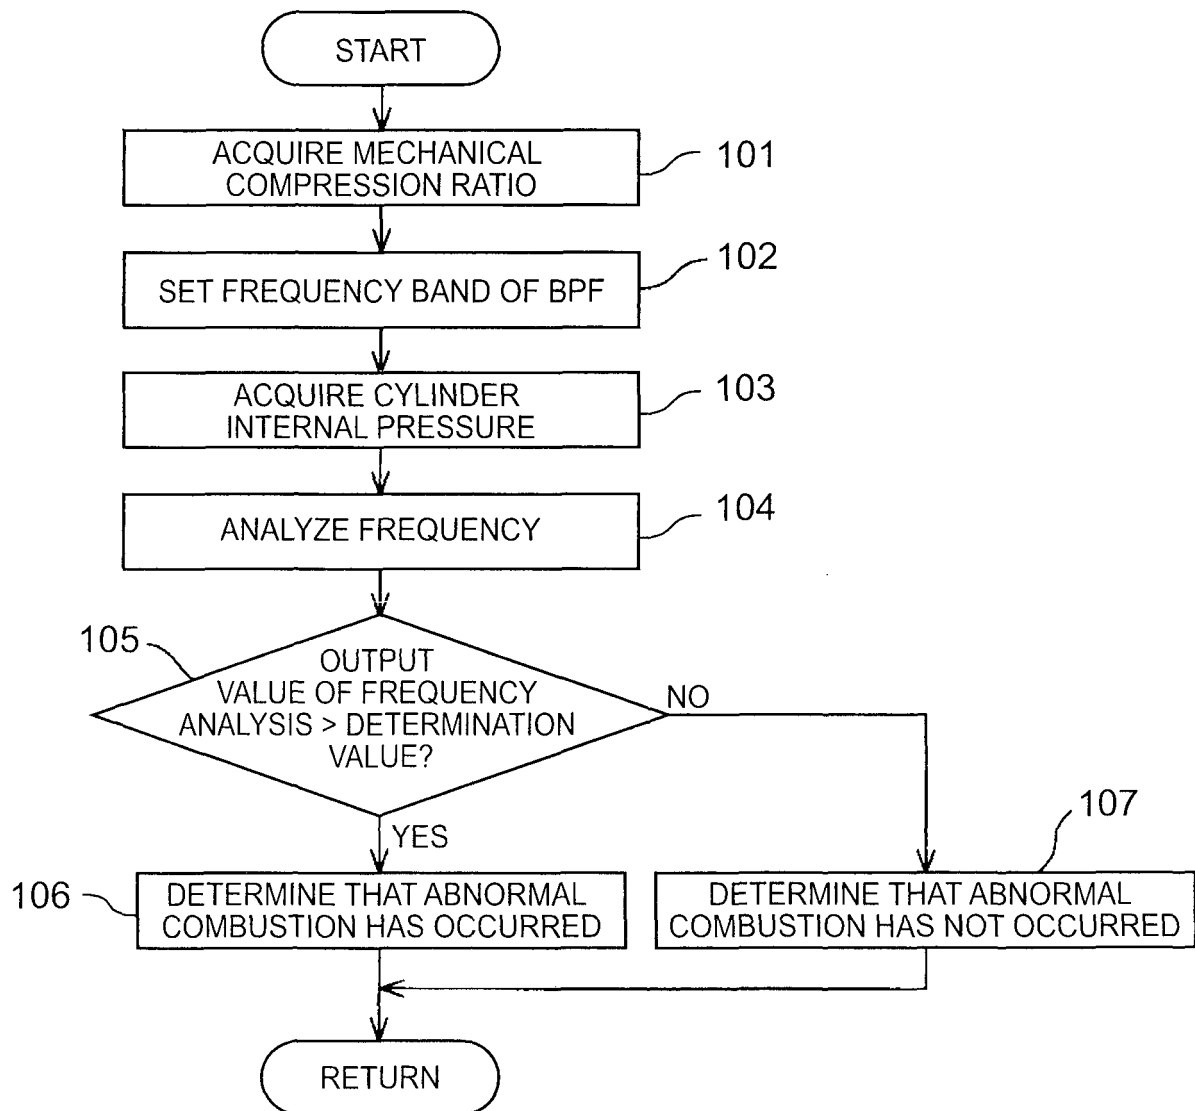 START
ACQUIRE MECHANICAL
COMPRESSION RATIO
101
SET FREQUENCY BAND OF BPF
102
ACQUIRE CYLINDER
INTERNAL PRESSURE
103
ANALYZE FREQUENCY
104
105
OUTPUT
VALUE OF FREQUENCY
ANALYSIS > DETERMINATION
VALUE?
NO
YES
106
DETERMINE THAT ABNORMAL
COMBUSTION HAS OCCURRED
107
DETERMINE THAT ABNORMAL
COMBUSTION HAS NOT OCCURRED
RETURN